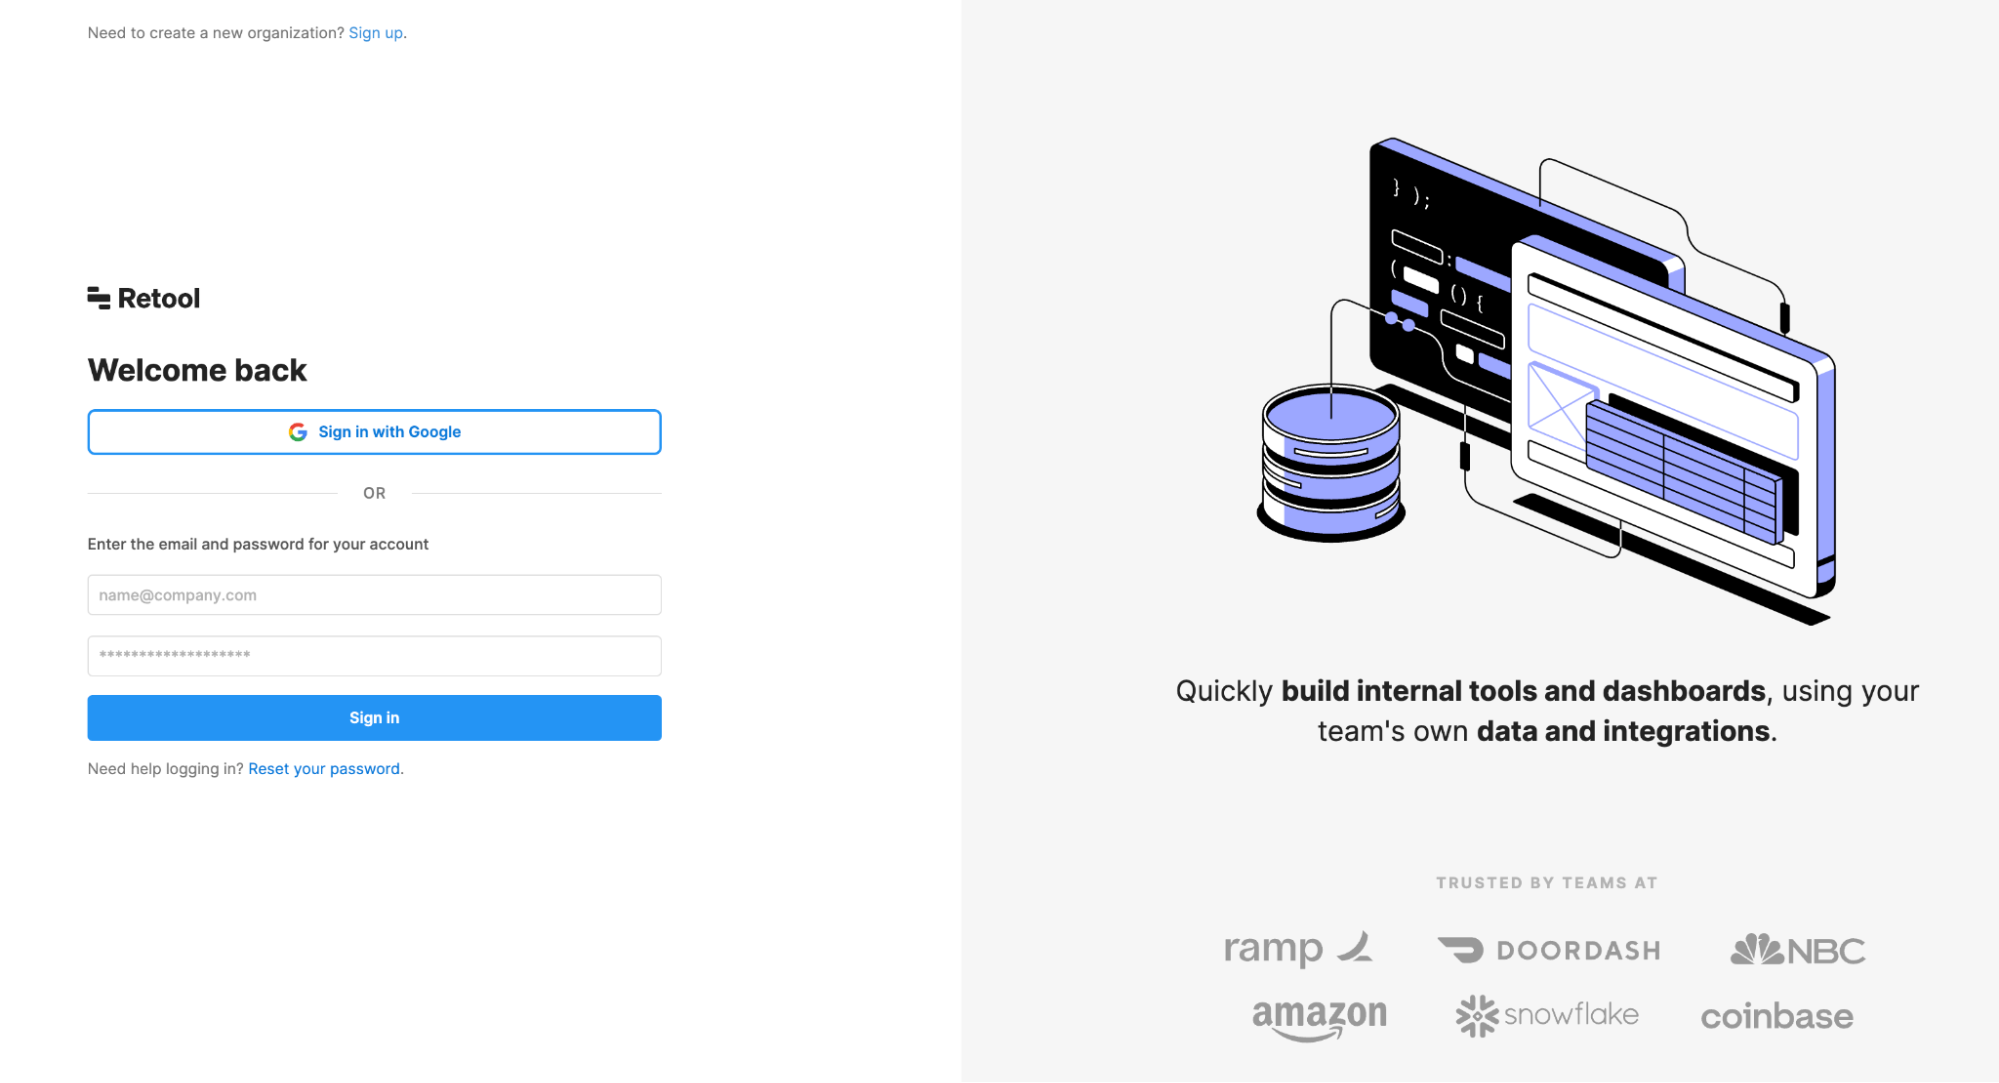 Need to create a new organization? Sign up.
Retool
Welcome back
Sign in with Google
OR
Enter the email and password for your account
name@company.com
*******************
Sign in
Need help logging in? Reset your password.
} ) ;
:
(
( ) {
Quickly build internal tools and dashboards, using your
team's own data and integrations.
TRUSTED BY TEAMS AT
ramp
DOORDASH
NBC
amazon
snowflake
coinbase